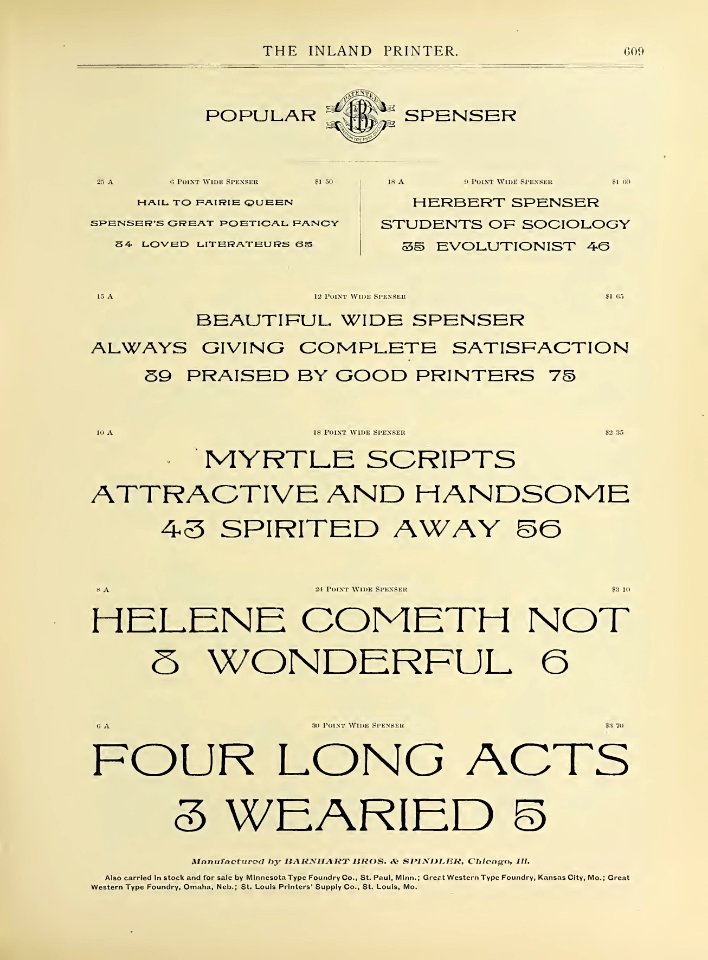 THE INLAND PRINTER. 609
POPULAR SPENSER
PATENTED
BB
25 A 6 POINT WIDE SPENSER $1 50
HAIL TO FAIRIE QUEEN
SPENSER'S GREAT POETICAL FANCY
34 LOVED LITERATEURS 65
18 A 9 POINT WIDE SPENSER $1 60
HERBERT SPENSER
STUDENTS OF SOCIOLOGY
35 EVOLUTIONIST 46
15 A 12 POINT WIDE SPENSER $1 65
BEAUTIFUL WIDE SPENSER
ALWAYS GIVING COMPLETE SATISFACTION
39 PRAISED BY GOOD PRINTERS 75
10 A 18 POINT WIDE SPENSER $2 35
MYRTLE SCRIPTS
ATTRACTIVE AND HANDSOME
43 SPIRITED AWAY 56
8 A 24 POINT WIDE SPENSER $3 10
HELENE COMETH NOT
3 WONDERFUL 6
6 A 30 POINT WIDE SPENSER $3 70
FOUR LONG ACTS
3 WEARIED 5
Manufactured by BARNHART BROS. & SPINDLER, Chicago, Ill.
Also carried in stock and for sale by Minnesota Type Foundry Co., St. Paul, Minn.; Great Western Type Foundry, Kansas City, Mo.; Great
Western Type Foundry, Omaha, Neb.; St. Louis Printers' Supply Co., St. Louis, Mo.